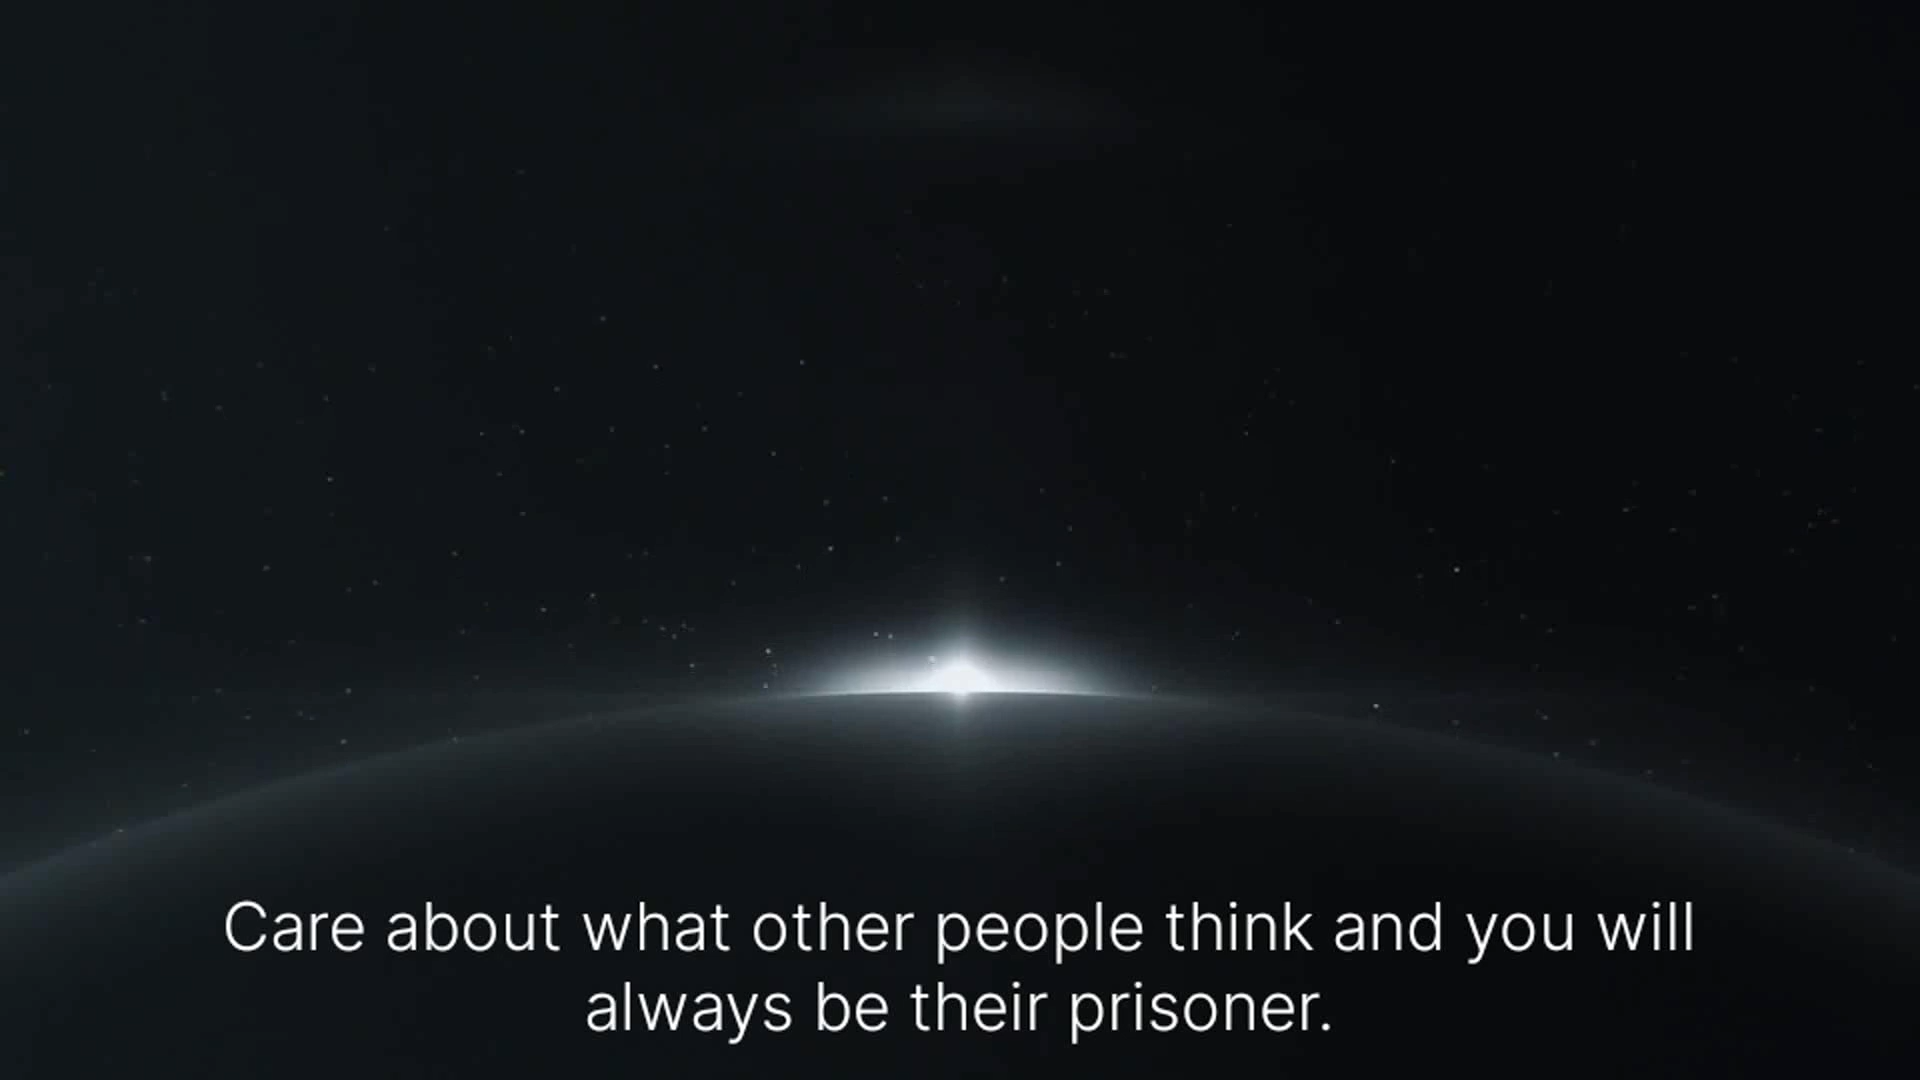 Care about what other people think and you will
always be their prisoner.